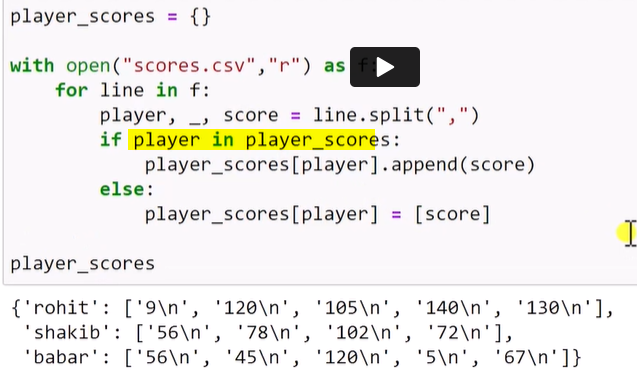 player_scores = {}
with open("scores.csv","r") as f:
for line in f:
player, _, score = line.split(",")
if player in player_scores:
player_scores[player].append(score)
else:
player_scores[player] = [score]
player_scores
{'rohit': ['9\n', '120\n', '105\n', '140\n', '130\n'],
'shakib': ['56\n', '78\n', '102\n', '72\n'],
'babar': ['56\n', '45\n', '120\n', '5\n', '67\n']}